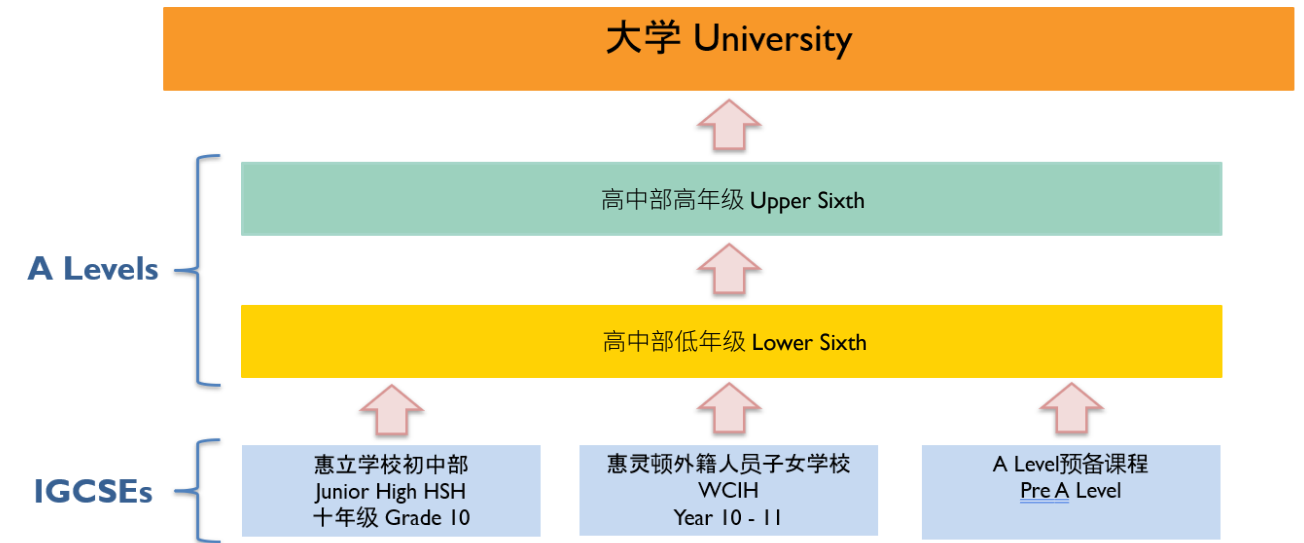 大学 University
高中部高年级 Upper Sixth
A Levels
高中部低年级 Lower Sixth
IGCSEs
惠立学校初中部
Junior High HSH
十年级 Grade 10
惠灵顿外籍人员子女学校
WCIH
Year 10 - 11
A Level预备课程
Pre A Level